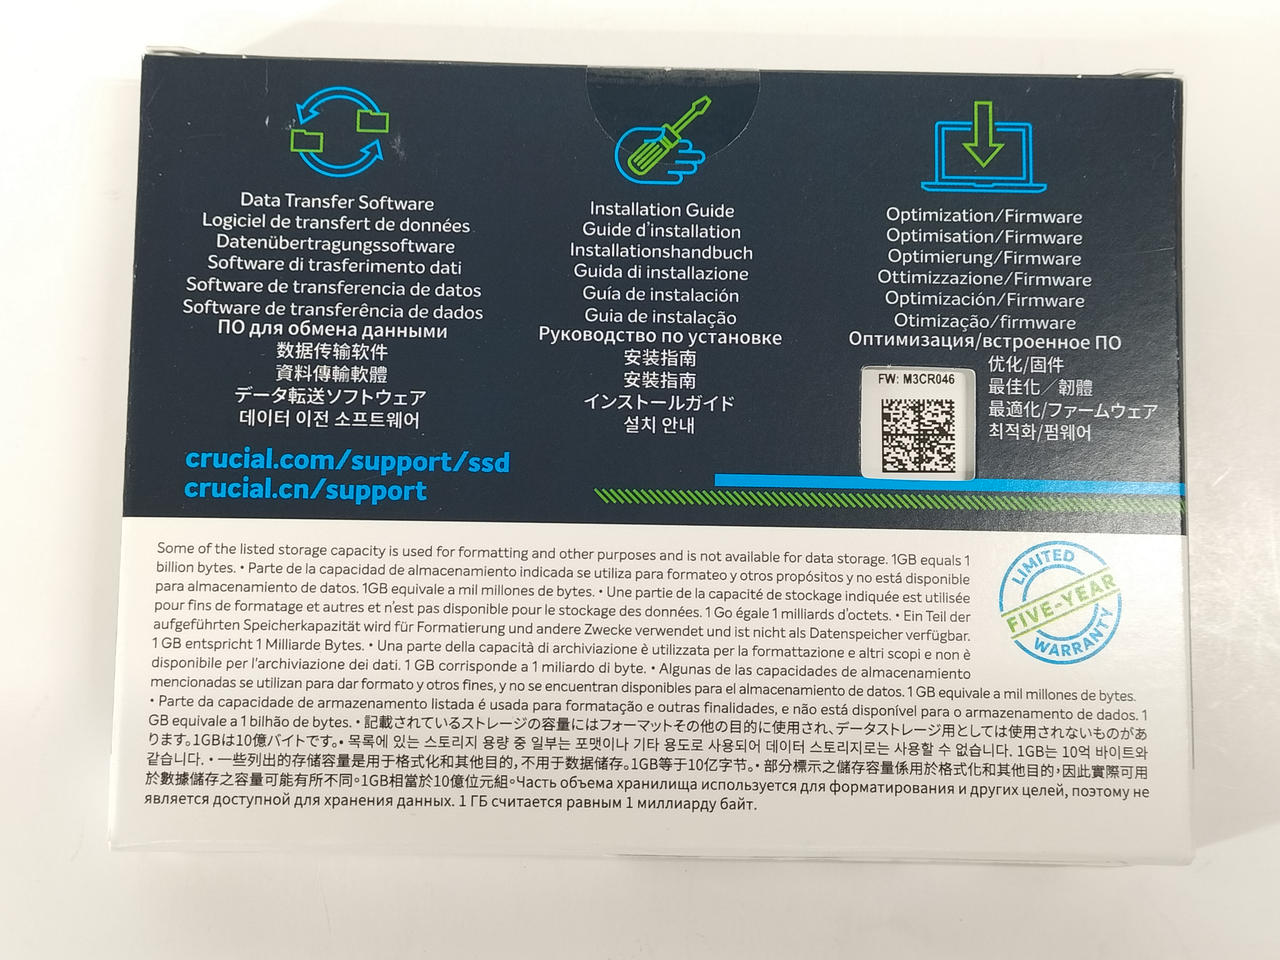 Data Transfer Software
Logiciel de transfert de données
Datenübertragungssoftware
Software di trasferimento dati
Software de transferencia de datos
Software de transferência de dados
ПО для обмена данными
数据传输软件
資料傳輸軟體
データ転送ソフトウェア
데이터 이전 소프트웨어
crucial.com/support/ssd
crucial.cn/support
Installation Guide
Guide d'installation
Installationshandbuch
Guida di installazione
Guía de instalación
Guia de instalação
Руководство по установке
安装指南
安裝指南
インストールガイド
설치 안내
Optimization/Firmware
Optimisation/Firmware
Optimierung/Firmware
Ottimizzazione/Firmware
Optimización/Firmware
Otimização/firmware
Оптимизация/встроенное ПО
优化/固件
最佳化／韌體
最適化/ファームウェア
최적화/펌웨어
FW: M3CR046
Some of the listed storage capacity is used for formatting and other purposes and is not available for data storage. 1GB equals 1
billion bytes. • Parte de la capacidad de almacenamiento indicada se utiliza para formateo y otros propósitos y no está disponible
para almacenamiento de datos. 1GB equivale a mil millones de bytes. • Une partie de la capacité de stockage indiquée est utilisée
pour fins de formatage et autres et n'est pas disponible pour le stockage des données. 1 Go égale 1 milliards d'octets. • Ein Teil der
aufgeführten Speicherkapazität wird für Formatierung und andere Zwecke verwendet und ist nicht als Datenspeicher verfügbar.
1 GB entspricht 1 Milliarde Bytes. • Una parte della capacità di archiviazione è utilizzata per la formattazione e altri scopi e non è
disponibile per l'archiviazione dei dati. 1 GB corrisponde a 1 miliardo di byte. • Algunas de las capacidades de almacenamiento
mencionadas se utilizan para dar formato y otros fines, y no se encuentran disponibles para el almacenamiento de datos. 1 GB equivale a mil millones de bytes.
• Parte da capacidade de armazenamento listada é usada para formatação e outras finalidades, e não está disponível para o armazenamento de dados. 1
GB equivale a 1 bilhão de bytes. • 記載されているストレージの容量にはフォーマットその他の目的に使用され、データストレージ用としては使用されないものがあ
ります。1GBは10億バイトです。• 목록에 있는 스토리지 용량 중 일부는 포맷이나 기타 용도로 사용되어 데이터 스토리지로는 사용할 수 없습니다. 1GB는 10억 바이트와
같습니다. • 一些列出的存储容量是用于格式化和其他目的, 不用于数据储存。1GB等于10亿字节。• 部分標示之儲存容量係用於格式化和其他目的，因此實際可用
於數據儲存之容量可能有所不同。1GB相當於10億位元組。Часть объема хранилища используется для форматирования и других целей, поэтому не
является доступной для хранения данных. 1 ГБ считается равным 1 миллиарду байт.
LIMITED
FIVE-YEAR
WARRANTY